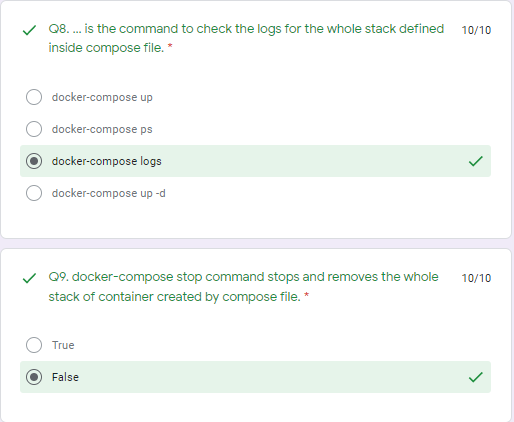 Q8. ... is the command to check the logs for the whole stack defined
inside compose file. *
10/10
docker-compose up
docker-compose ps
docker-compose logs
docker-compose up -d
Q9. docker-compose stop command stops and removes the whole
stack of container created by compose file. *
10/10
True
False